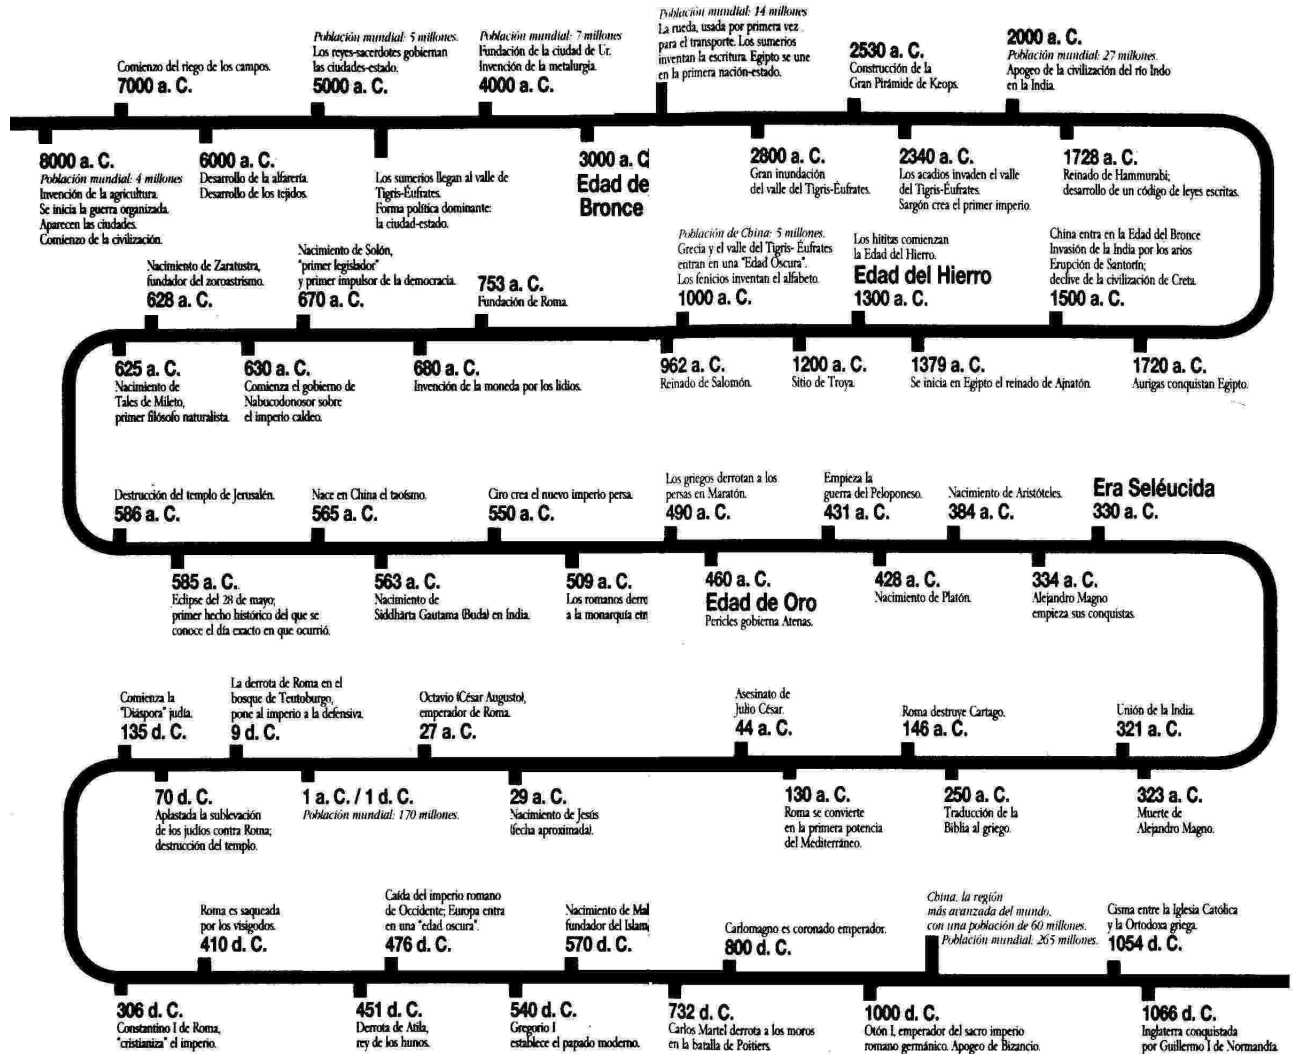 Comienzo del riego de los campos.
7000 a. C.
Población mundial: 5 millones.
Los reyes-sacerdotes gobiernan
las ciudades-estado.
5000 a. C.
Población mundial: 7 millones
Fundación de la ciudad de Ur.
Invención de la metalurgia.
4000 a. C.
Población mundial: 14 millones
La rueda, usada por primera vez
para el transporte. Los sumerios
inventan la escritura. Egipto se une
en la primera nación-estado.
2530 a. C.
Construcción de la
Gran Pirámide de Keops.
2000 a. C.
Población mundial: 27 millones.
Apogeo de la civilización del río Indo
en la India.
8000 a. C.
Población mundial: 4 millones
Invención de la agricultura.
Se inicia la guerra organizada.
Aparecen las ciudades.
Comienzo de la civilización.
6000 a. C.
Desarrollo de la alfarería.
Desarrollo de los tejidos.
Los sumerios llegan al valle de
Tigris-Éufrates.
Forma política dominante:
la ciudad-estado.
3000 a. C
Edad de
Bronce
2800 a. C.
Gran inundación
del valle del Tigris-Éufrates.
2340 a. C.
Los acadios invaden el valle
del Tigris-Éufrates.
Sargón crea el primer imperio.
1728 a. C.
Reinado de Hammurabi;
desarrollo de un código de leyes escritas.
Nacimiento de Zaratustra,
fundador del zoroastrismo.
628 a. C.
Nacimiento de Solón,
"primer legislador"
y primer impulsor de la democracia.
670 a. C.
753 a. C.
Fundación de Roma.
Población de China: 5 millones.
Grecia y el valle del Tigris- Éufrates
entran en una "Edad Oscura".
Los fenicios inventan el alfabeto.
1000 a. C.
Los hititas comienzan
la Edad del Hierro.
Edad del Hierro
1300 a. C.
China entra en la Edad del Bronce
Invasión de la India por los arios
Erupción de Santorín;
declive de la civilización de Creta.
1500 a. C.
625 a. C.
Nacimiento de
Tales de Mileto,
primer filósofo naturalista.
630 a. C.
Comienza el gobierno de
Nabucodonosor sobre
el imperio caldeo.
680 a. C.
Invención de la moneda por los lidios.
962 a. C.
Reinado de Salomón.
1200 a. C.
Sitio de Troya.
1379 a. C.
Se inicia en Egipto el reinado de Ajnatón.
1720 a. C.
Aurigas conquistan Egipto.
Destrucción del templo de Jerusalén.
586 a. C.
Nace en China el taoísmo.
565 a. C.
Ciro crea el nuevo imperio persa.
550 a. C.
Los griegos derrotan a los
persas en Maratón.
490 a. C.
Empieza la
guerra del Peloponeso.
431 a. C.
Nacimiento de Aristóteles.
384 a. C.
Era Seléucida
330 a. C.
585 a. C.
Eclipse del 28 de mayo;
primer hecho histórico del que se
conoce el día exacto en que ocurrió.
563 a. C.
Nacimiento de
Siddhārta Gautama (Buda) en India.
509 a. C.
Los romanos derro
a la monarquía etr
460 a. C.
Edad de Oro
Pericles gobierna Atenas.
428 a. C.
Nacimiento de Platón.
334 a. C.
Alejandro Magno
empieza sus conquistas.
Comienza la
"Diáspora" judía.
135 d. C.
La derrota de Roma en el
bosque de Teutoburgo,
pone al imperio a la defensiva.
9 d. C.
Octavio (César Augusto),
emperador de Roma.
27 a. C.
Asesinato de
Julio César.
44 a. C.
Roma destruye Cartago.
146 a. C.
Unión de la India.
321 a. C.
70 d. C.
Aplastada la sublevación
de los judíos contra Roma;
destrucción del templo.
1 a. C. / 1 d. C.
Población mundial: 170 millones.
29 a. C.
Nacimiento de Jesús
(fecha aproximada).
130 a. C.
Roma se convierte
en la primera potencia
del Mediterráneo.
250 a. C.
Traducción de la
Biblia al griego.
323 a. C.
Muerte de
Alejandro Magno.
Roma es saqueada
por los visigodos.
410 d. C.
Caída del imperio romano
de Occidente; Europa entra
en una "edad oscura".
476 d. C.
Nacimiento de Mal
fundador del Islam,
570 d. C.
Carlomagno es coronado emperador.
800 d. C.
China, la región
más avanzada del mundo,
con una población de 60 millones.
Población mundial: 265 millones.
Cisma entre la Iglesia Católica
y la Ortodoxa griega.
1054 d. C.
306 d. C.
Constantino I de Roma,
"cristianiza" el imperio.
451 d. C.
Derrota de Atila,
rey de los hunos.
540 d. C.
Gregorio I
establece el papado moderno.
732 d. C.
Carlos Martel derrota a los moros
en la batalla de Poitiers.
1000 d. C.
Otón I, emperador del sacro imperio
romano germánico. Apogeo de Bizancio.
1066 d. C.
Inglaterra conquistada
por Guillermo I de Normandía.